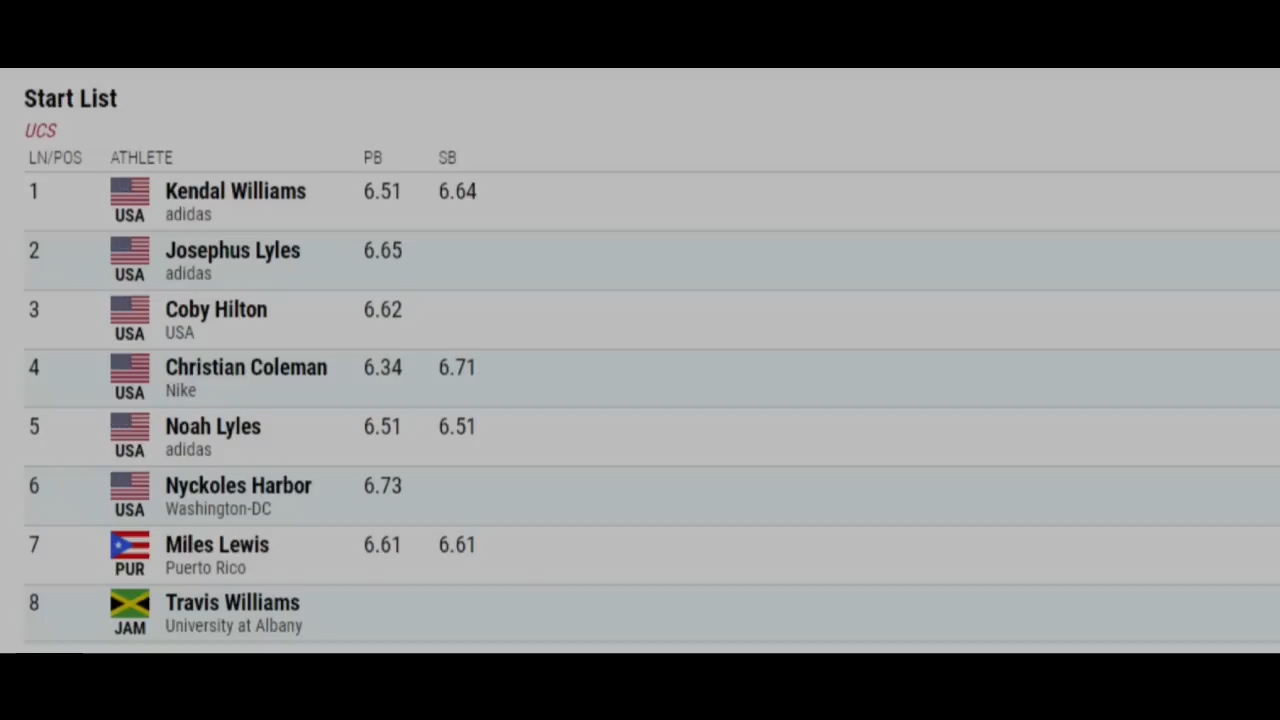 Start List
UCS
LN/POS ATHLETE PB SB
1 Kendal Williams 6.51 6.64
USA adidas
2 Josephus Lyles 6.65
USA adidas
3 Coby Hilton 6.62
USA USA
4 Christian Coleman 6.34 6.71
USA Nike
5 Noah Lyles 6.51 6.51
USA adidas
6 Nyckoles Harbor 6.73
USA Washington-DC
7 Miles Lewis 6.61 6.61
PUR Puerto Rico
8 Travis Williams
JAM University at Albany